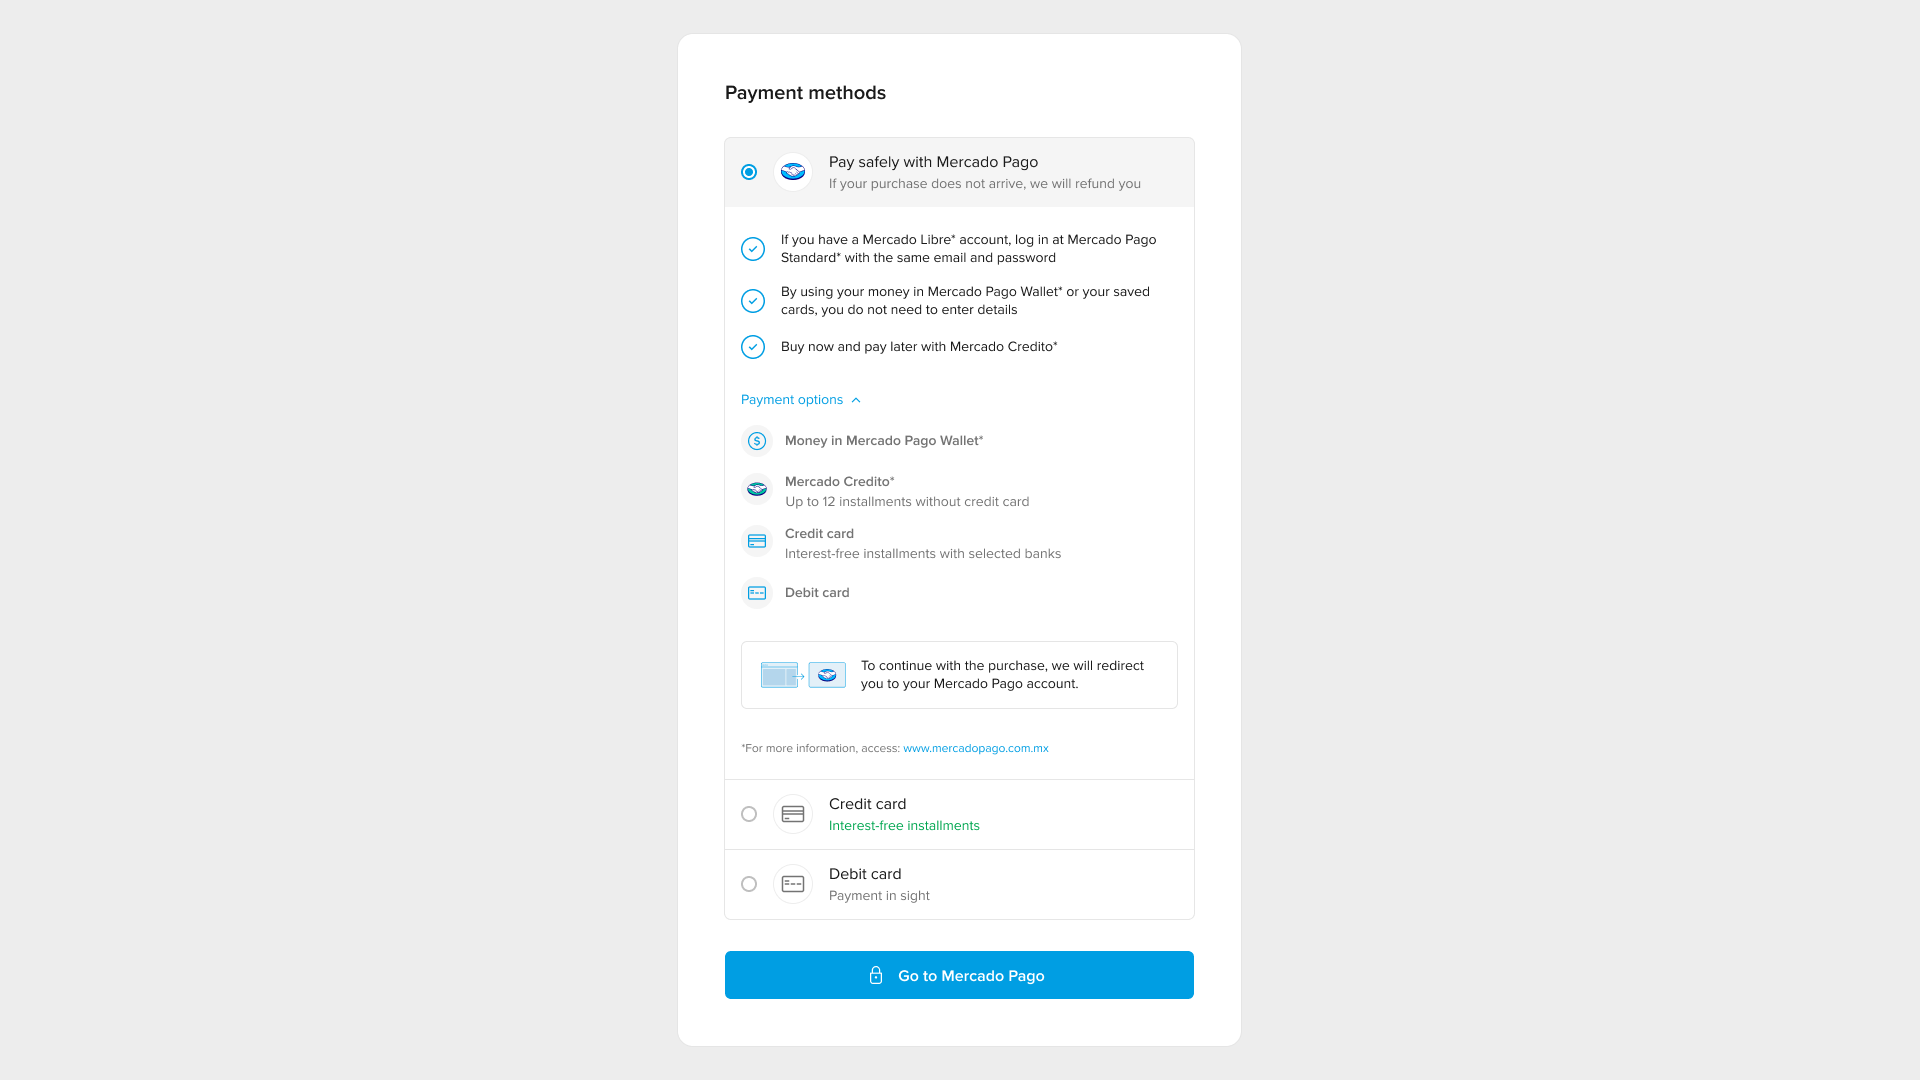 Payment methods
Pay safely with Mercado Pago
If your purchase does not arrive, we will refund you
If you have a Mercado Libre* account, log in at Mercado Pago
Standard* with the same email and password
By using your money in Mercado Pago Wallet* or your saved
cards, you do not need to enter details
Buy now and pay later with Mercado Credito*
Payment options
Money in Mercado Pago Wallet*
Mercado Credito*
Up to 12 installments without credit card
Credit card
Interest-free installments with selected banks
Debit card
To continue with the purchase, we will redirect
you to your Mercado Pago account.
*For more information, access: www.mercadopago.com.mx
Credit card
Interest-free installments
Debit card
Payment in sight
Go to Mercado Pago